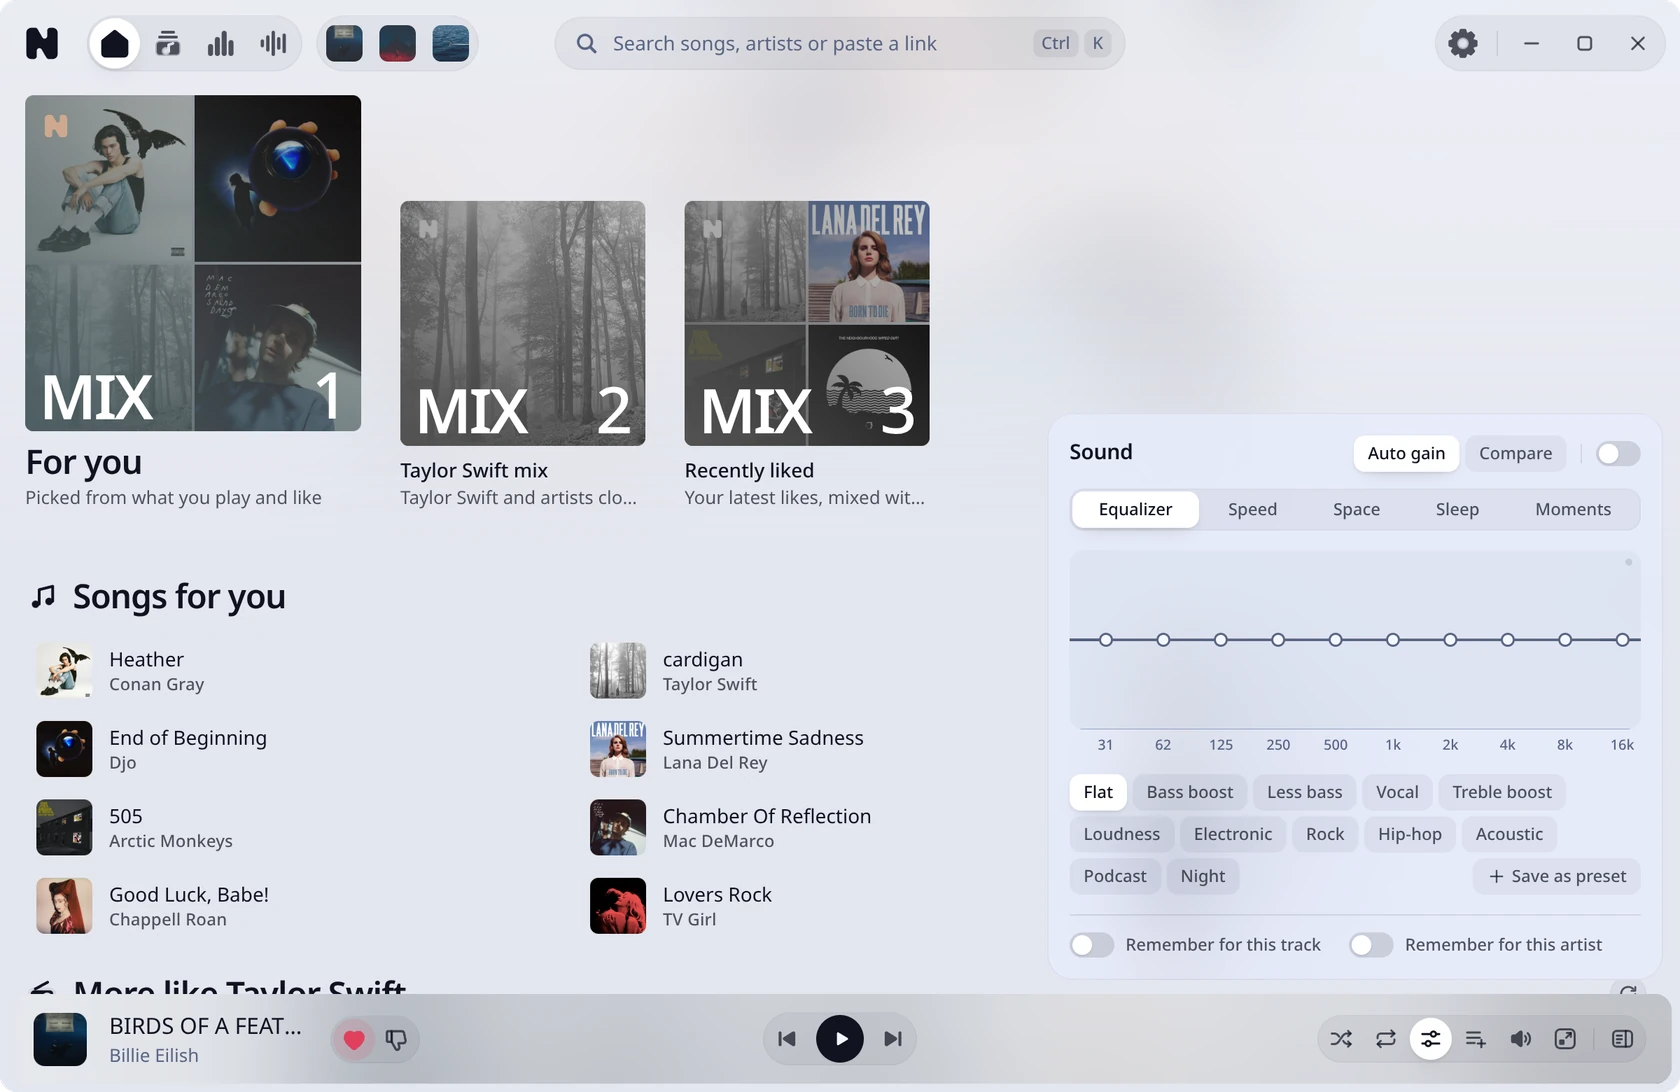 Search songs, artists or paste a link
Ctrl K
MIX 1
For you
Picked from what you play and like
MIX 2
Taylor Swift mix
Taylor Swift and artists clo...
LANA DEL REY
BORN TO DIE
MIX 3
Recently liked
Your latest likes, mixed wit...
Songs for you
Heather
Conan Gray
cardigan
Taylor Swift
End of Beginning
Djo
Summertime Sadness
Lana Del Rey
505
Arctic Monkeys
Chamber Of Reflection
Mac DeMarco
Good Luck, Babe!
Chappell Roan
Lovers Rock
TV Girl
More like Taylor Swift
Sound
Auto gain Compare
Equalizer Speed Space Sleep Moments
31 62 125 250 500 1k 2k 4k 8k 16k
Flat Bass boost Less bass Vocal Treble boost
Loudness Electronic Rock Hip-hop Acoustic
Podcast Night + Save as preset
Remember for this track Remember for this artist
BIRDS OF A FEAT...
Billie Eilish